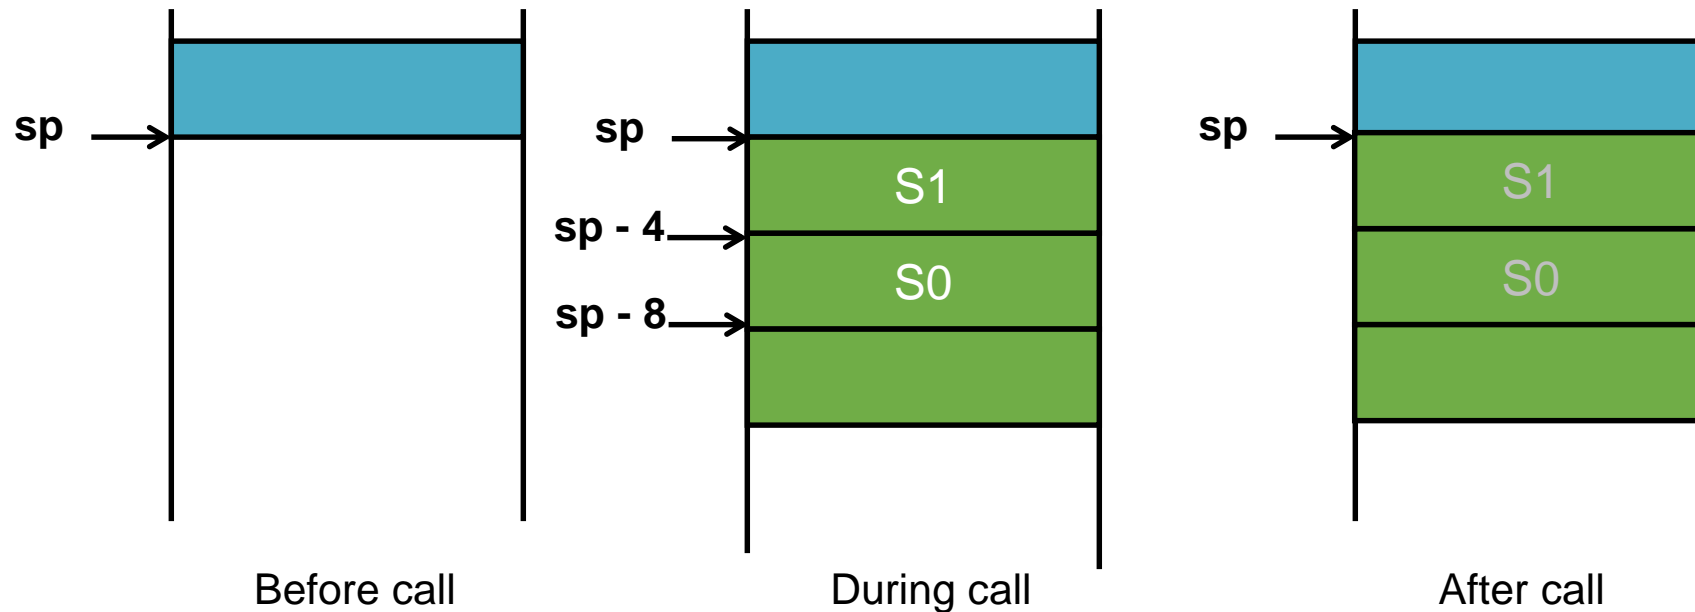 sp
sp
S1
sp - 4
S0
sp - 8
sp
S1
S0
Before call
During call
After call